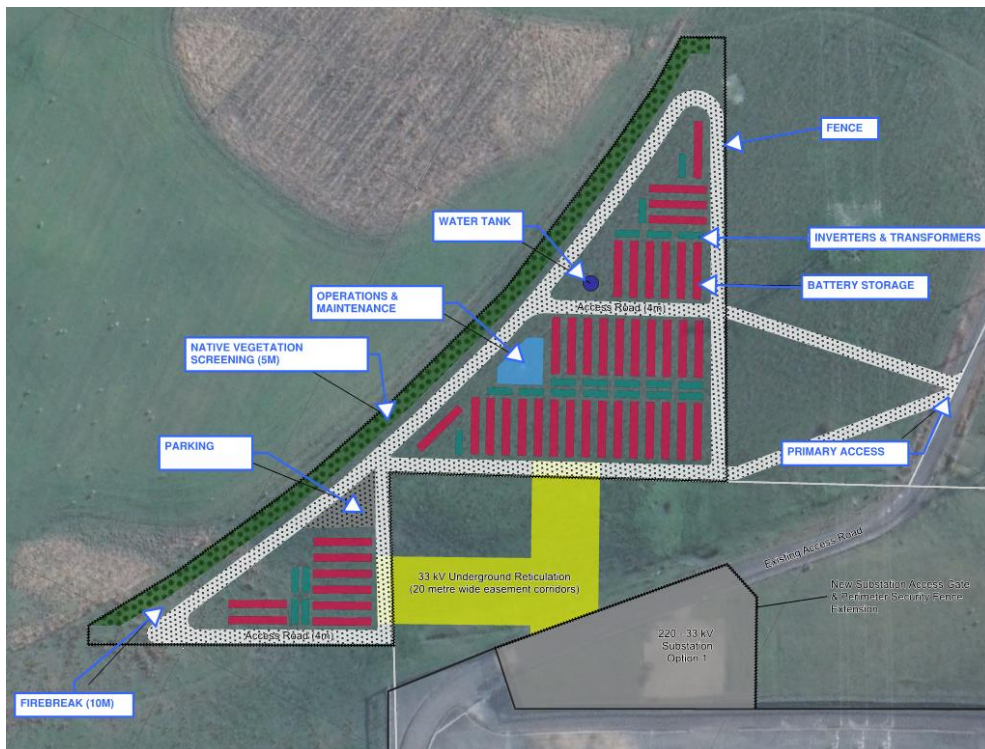 FENCE
WATER TANK
INVERTERS & TRANSFORMERS
BATTERY STORAGE
OPERATIONS &
MAINTENANCE
Access Road (4m)
NATIVE VEGETATION
SCREENING (5M)
PARKING
PRIMARY ACCESS
Existing Access Road
33 kV Underground Reticulation
(20 metre wide easement corridors)
New Substation Access Gate
& Perimeter Security Fence
Extension
220 - 33 kV
Substation
Option 1
Access Road (4m)
FIREBREAK (10M)